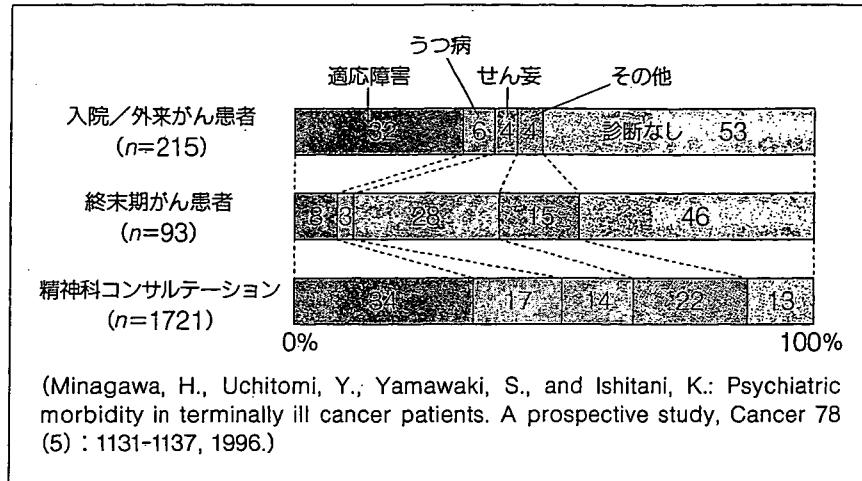 うつ病
適応障害 せん妄 その他
入院／外来がん患者
(n=215)
32 6 4 4 診断なし 53
終末期がん患者
(n=93)
8 3 28 15 46
精神科コンサルテーション
(n=1721)
34 17 14 22 13
0% 100%
(Minagawa, H., Uchitomi, Y., Yamawaki, S., and Ishitani, K.: Psychiatric
morbidity in terminally ill cancer patients. A prospective study, Cancer 78
(5)：1131-1137, 1996.)